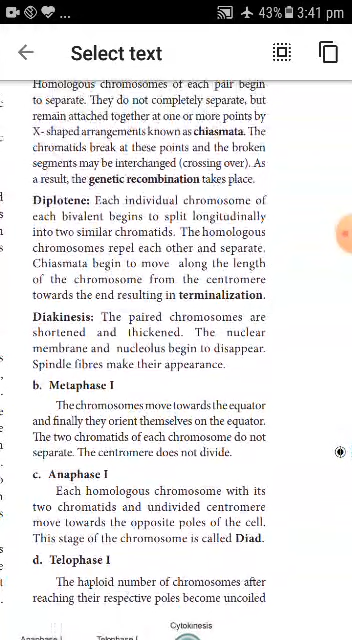 ... 43% 3:41 pm
Select text
Homologous chromosomes of each pair begin
to separate. They do not completely separate, but
remain attached together at one or more points by
X- shaped arrangements known as chiasmata. The
chromatids break at these points and the broken
segments may be interchanged (crossing over). As
a result, the genetic recombination takes place.
Diplotene: Each individual chromosome of
each bivalent begins to split longitudinally
into two similar chromatids. The homologous
chromosomes repel each other and separate.
Chiasmata begin to move along the length
of the chromosome from the centromere
towards the end resulting in terminalization.
Diakinesis: The paired chromosomes are
shortened and thickened. The nuclear
membrane and nucleolus begin to disappear.
Spindle fibres make their appearance.
b. Metaphase I
The chromosomes move towards the equator
and finally they orient themselves on the equator.
The two chromatids of each chromosome do not
separate. The centromere does not divide.
c. Anaphase I
Each homologous chromosome with its
two chromatids and undivided centromere
move towards the opposite poles of the cell.
This stage of the chromosome is called Diad.
d. Telophase I
The haploid number of chromosomes after
reaching their respective poles become uncoiled
Cytokinesis
Anaphase I Telophase I